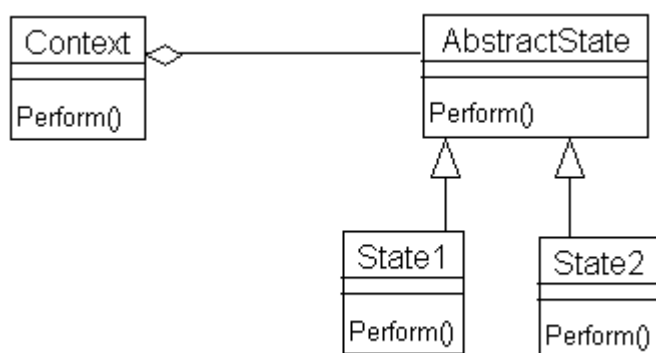 Context
Perform()
AbstractState
Perform()
State1
Perform()
State2
Perform()